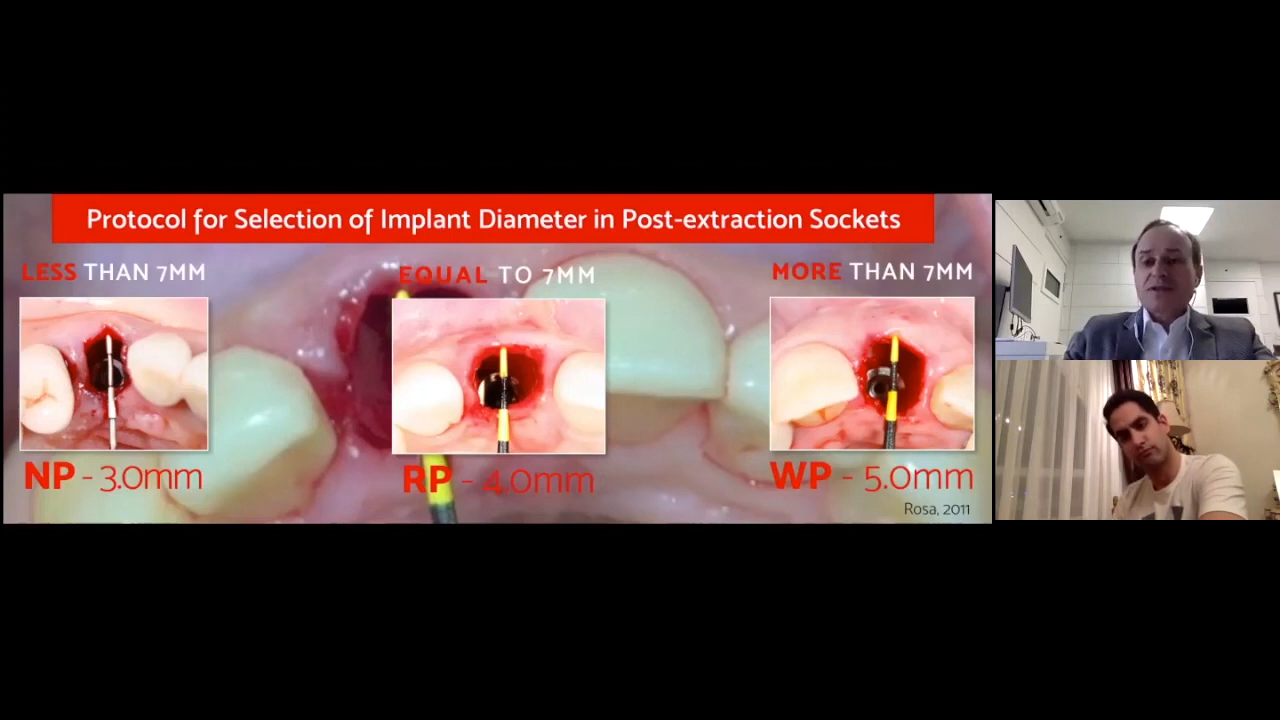 Protocol for Selection of Implant Diameter in Post-extraction Sockets
LESS THAN 7MM
EQUAL TO 7MM
MORE THAN 7MM
NP - 3.0mm
RP - 4.0mm
WP - 5.0mm
Rosa, 2011